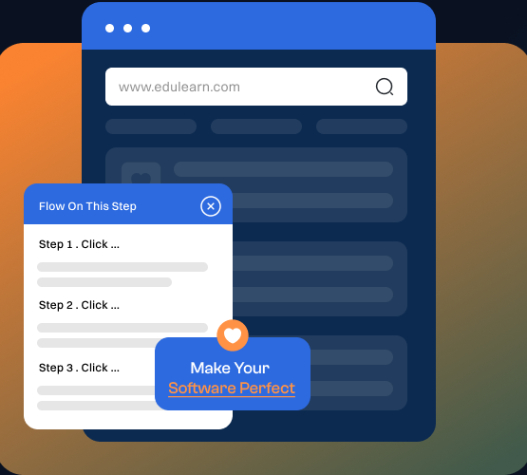 www.edulearn.com
Flow On This Step
Step 1 . Click ...
Step 2 . Click ...
Step 3 . Click ...
Make Your
Software Perfect